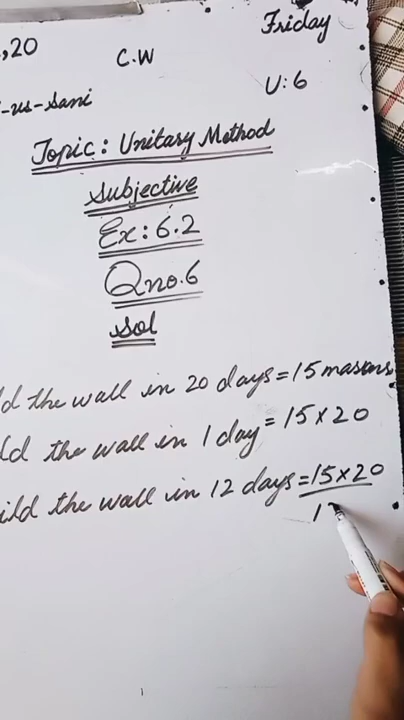 ,20
Friday
C.W
-us-Sani
U:6
Topic: Unitary Method
Subjective
Ex: 6.2
Qno.6
Sol
ld the wall in 20 days = 15 masons
ld the wall in 1 day = 15 × 20
ild the wall in 12 days = 15 × 20
1